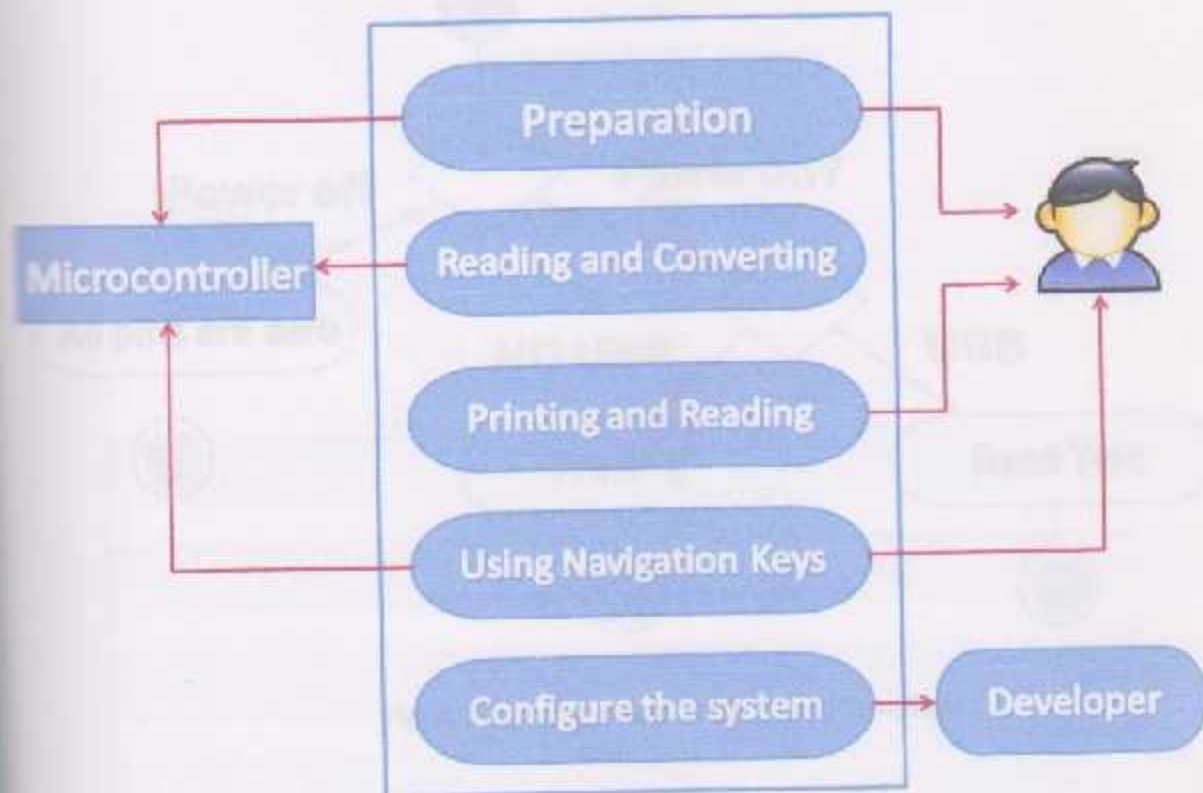 Preparation
Microcontroller
Reading and Converting
Printing and Reading
Using Navigation Keys
Configure the system
Developer